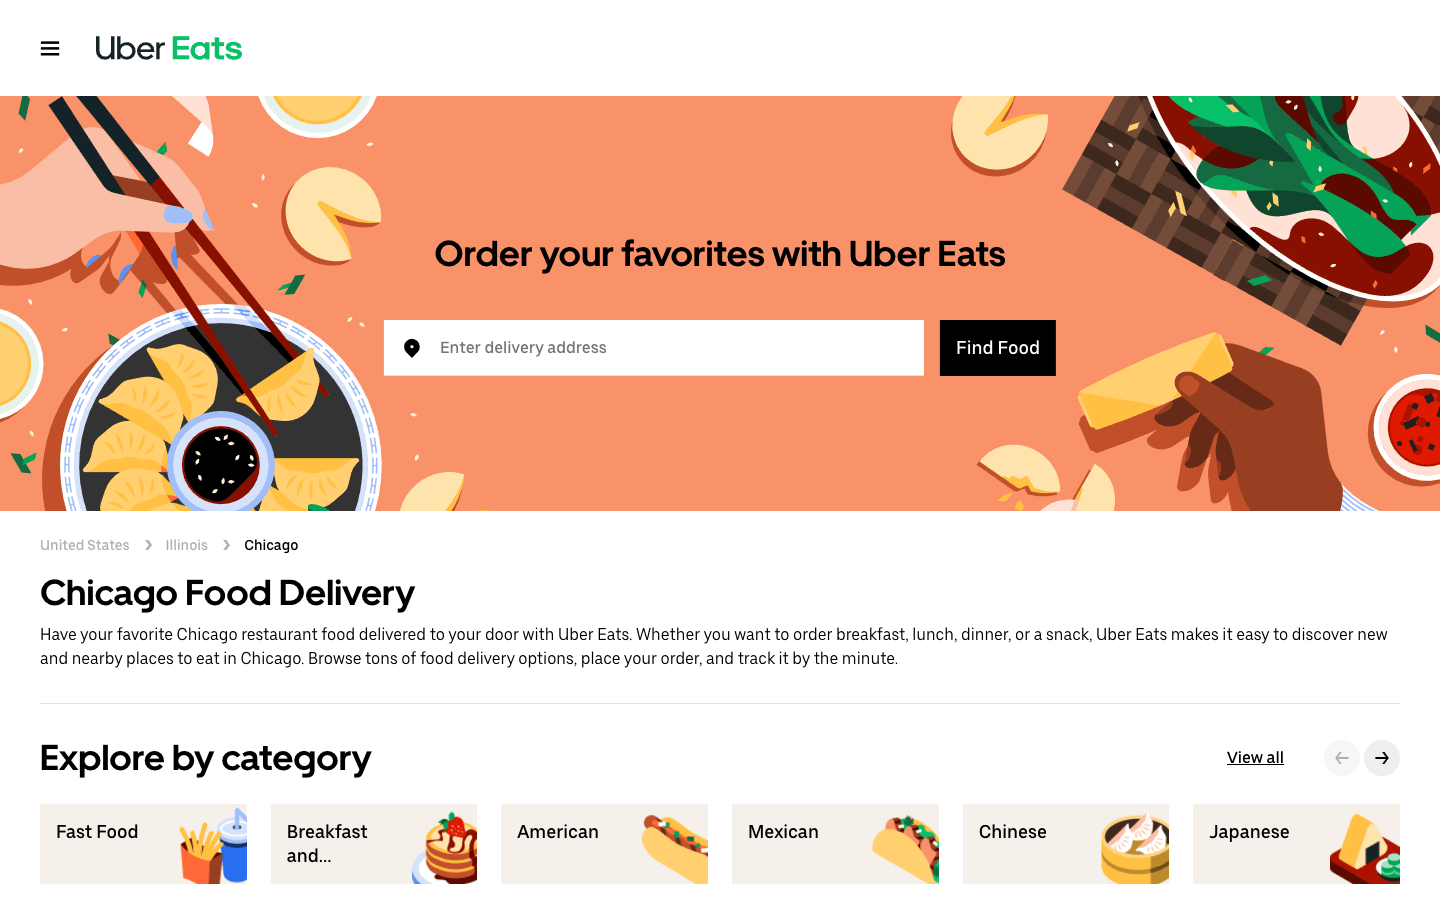 Uber Eats
Order your favorites with Uber Eats
Enter delivery address
Find Food
United States
Illinois
Chicago
Chicago Food Delivery
Have your favorite Chicago restaurant food delivered to your door with Uber Eats. Whether you want to order breakfast, lunch, dinner, or a snack, Uber Eats makes it easy to discover new
and nearby places to eat in Chicago. Browse tons of food delivery options, place your order, and track it by the minute.
Explore by category
View all
Fast Food
Breakfast
and...
American
Mexican
Chinese
Japanese